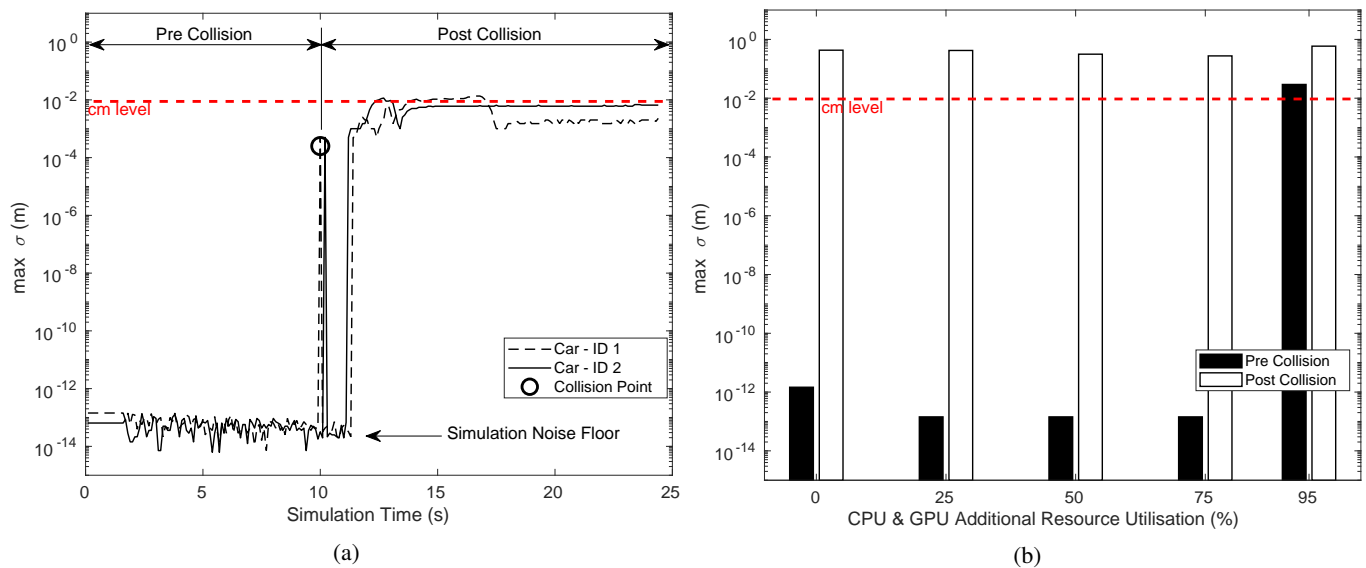 Pre Collision
Post Collision
10^0
10^-2
10^-4
10^-6
10^-8
10^-10
10^-12
10^-14
max σ (m)
cm level
Car - ID 1
Car - ID 2
Collision Point
Simulation Noise Floor
0 5 10 15 20 25
Simulation Time (s)
(a)
10^0
10^-2
10^-4
10^-6
10^-8
10^-10
10^-12
10^-14
max σ (m)
cm level
Pre Collision
Post Collision
0 25 50 75 95
CPU & GPU Additional Resource Utilisation (%)
(b)